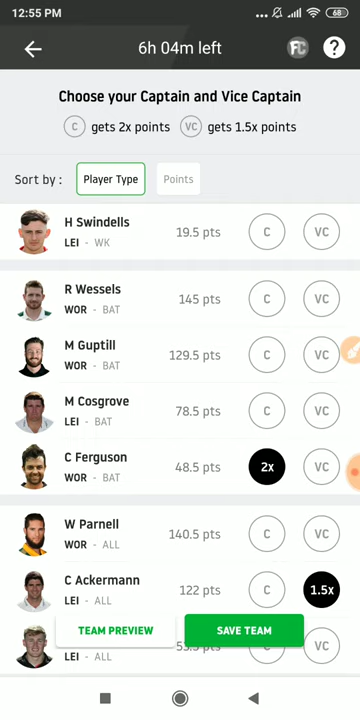 12:55 PM
68
6h 04m left
FC
?
Choose your Captain and Vice Captain
C gets 2x points VC gets 1.5x points
Sort by : Player Type Points
H Swindells
LEI - WK
19.5 pts C VC
R Wessels
WOR - BAT
145 pts C VC
M Guptill
WOR - BAT
129.5 pts C VC
M Cosgrove
LEI - BAT
78.5 pts C VC
C Ferguson
WOR - BAT
48.5 pts 2x VC
W Parnell
WOR - ALL
140.5 pts C VC
C Ackermann
LEI - ALL
122 pts C 1.5x
TEAM PREVIEW SAVE TEAM
LEI - ALL
VC